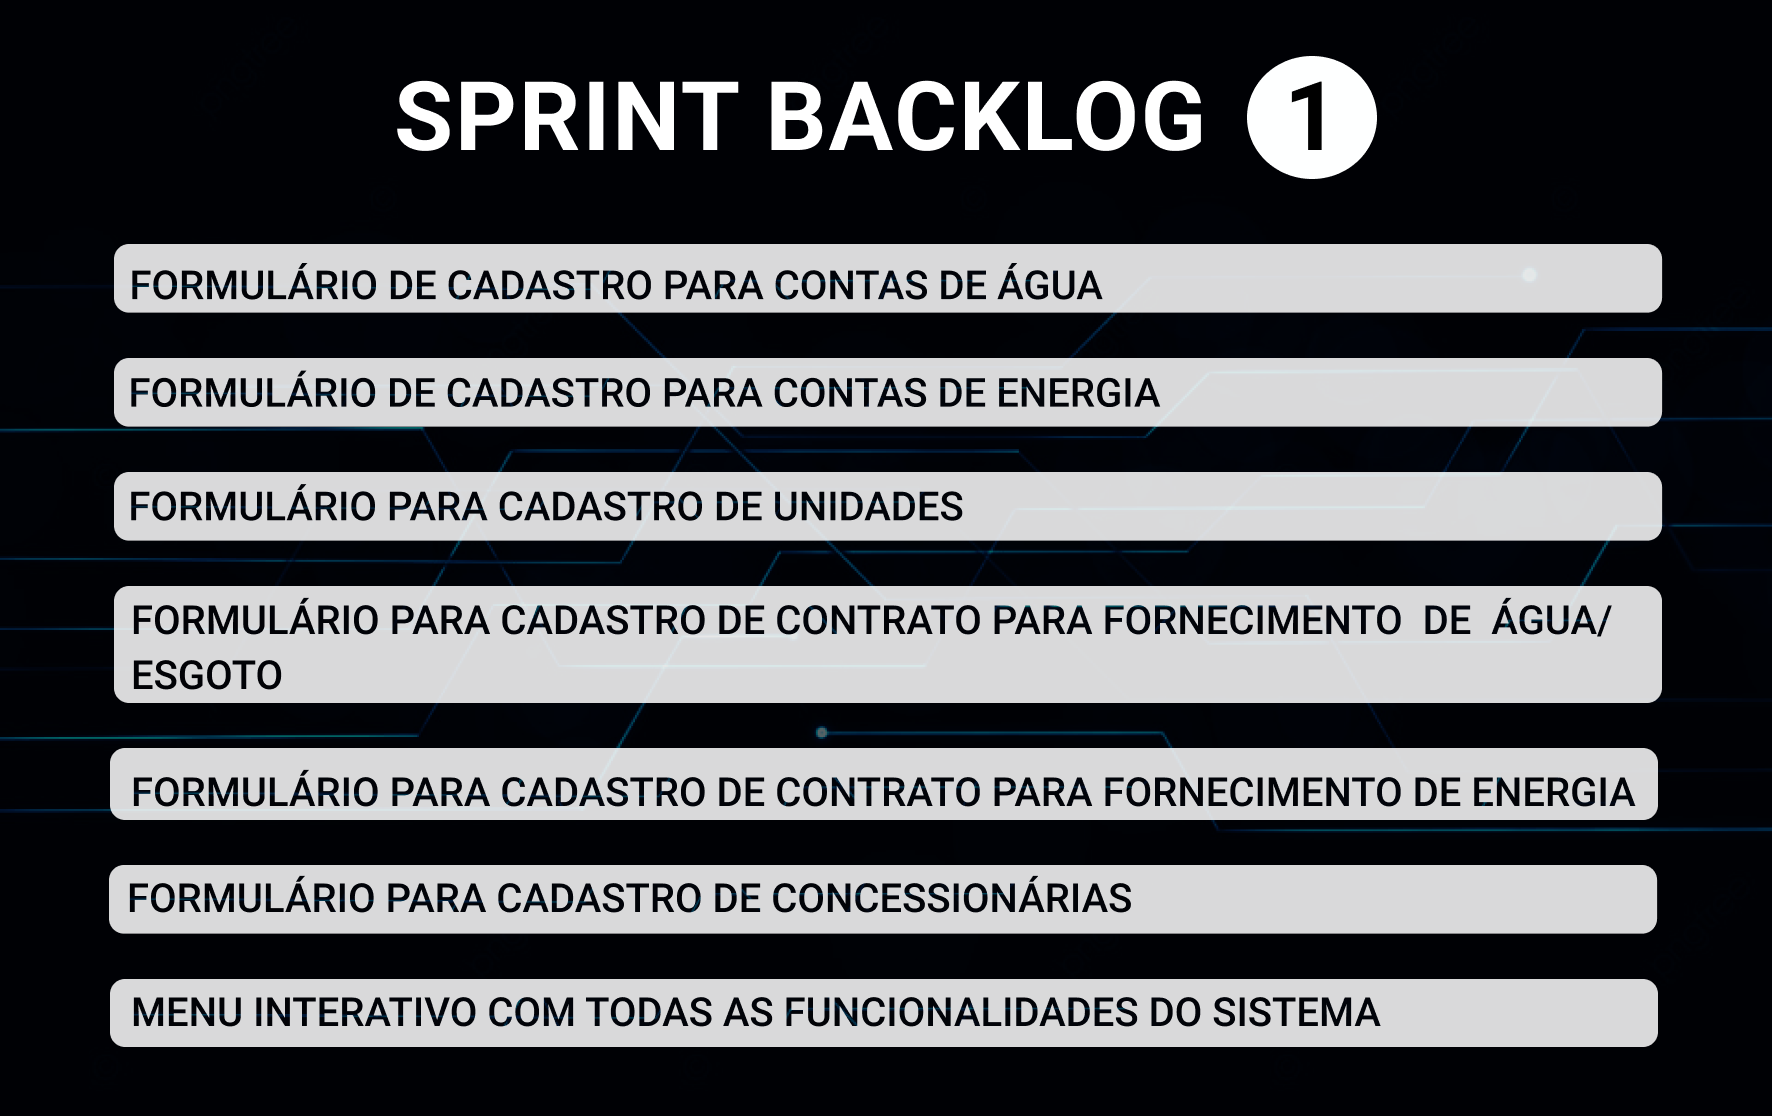 SPRINT BACKLOG 1
FORMULÁRIO DE CADASTRO PARA CONTAS DE ÁGUA
FORMULÁRIO DE CADASTRO PARA CONTAS DE ENERGIA
FORMULÁRIO PARA CADASTRO DE UNIDADES
FORMULÁRIO PARA CADASTRO DE CONTRATO PARA FORNECIMENTO DE ÁGUA/
ESGOTO
FORMULÁRIO PARA CADASTRO DE CONTRATO PARA FORNECIMENTO DE ENERGIA
FORMULÁRIO PARA CADASTRO DE CONCESSIONÁRIAS
MENU INTERATIVO COM TODAS AS FUNCIONALIDADES DO SISTEMA